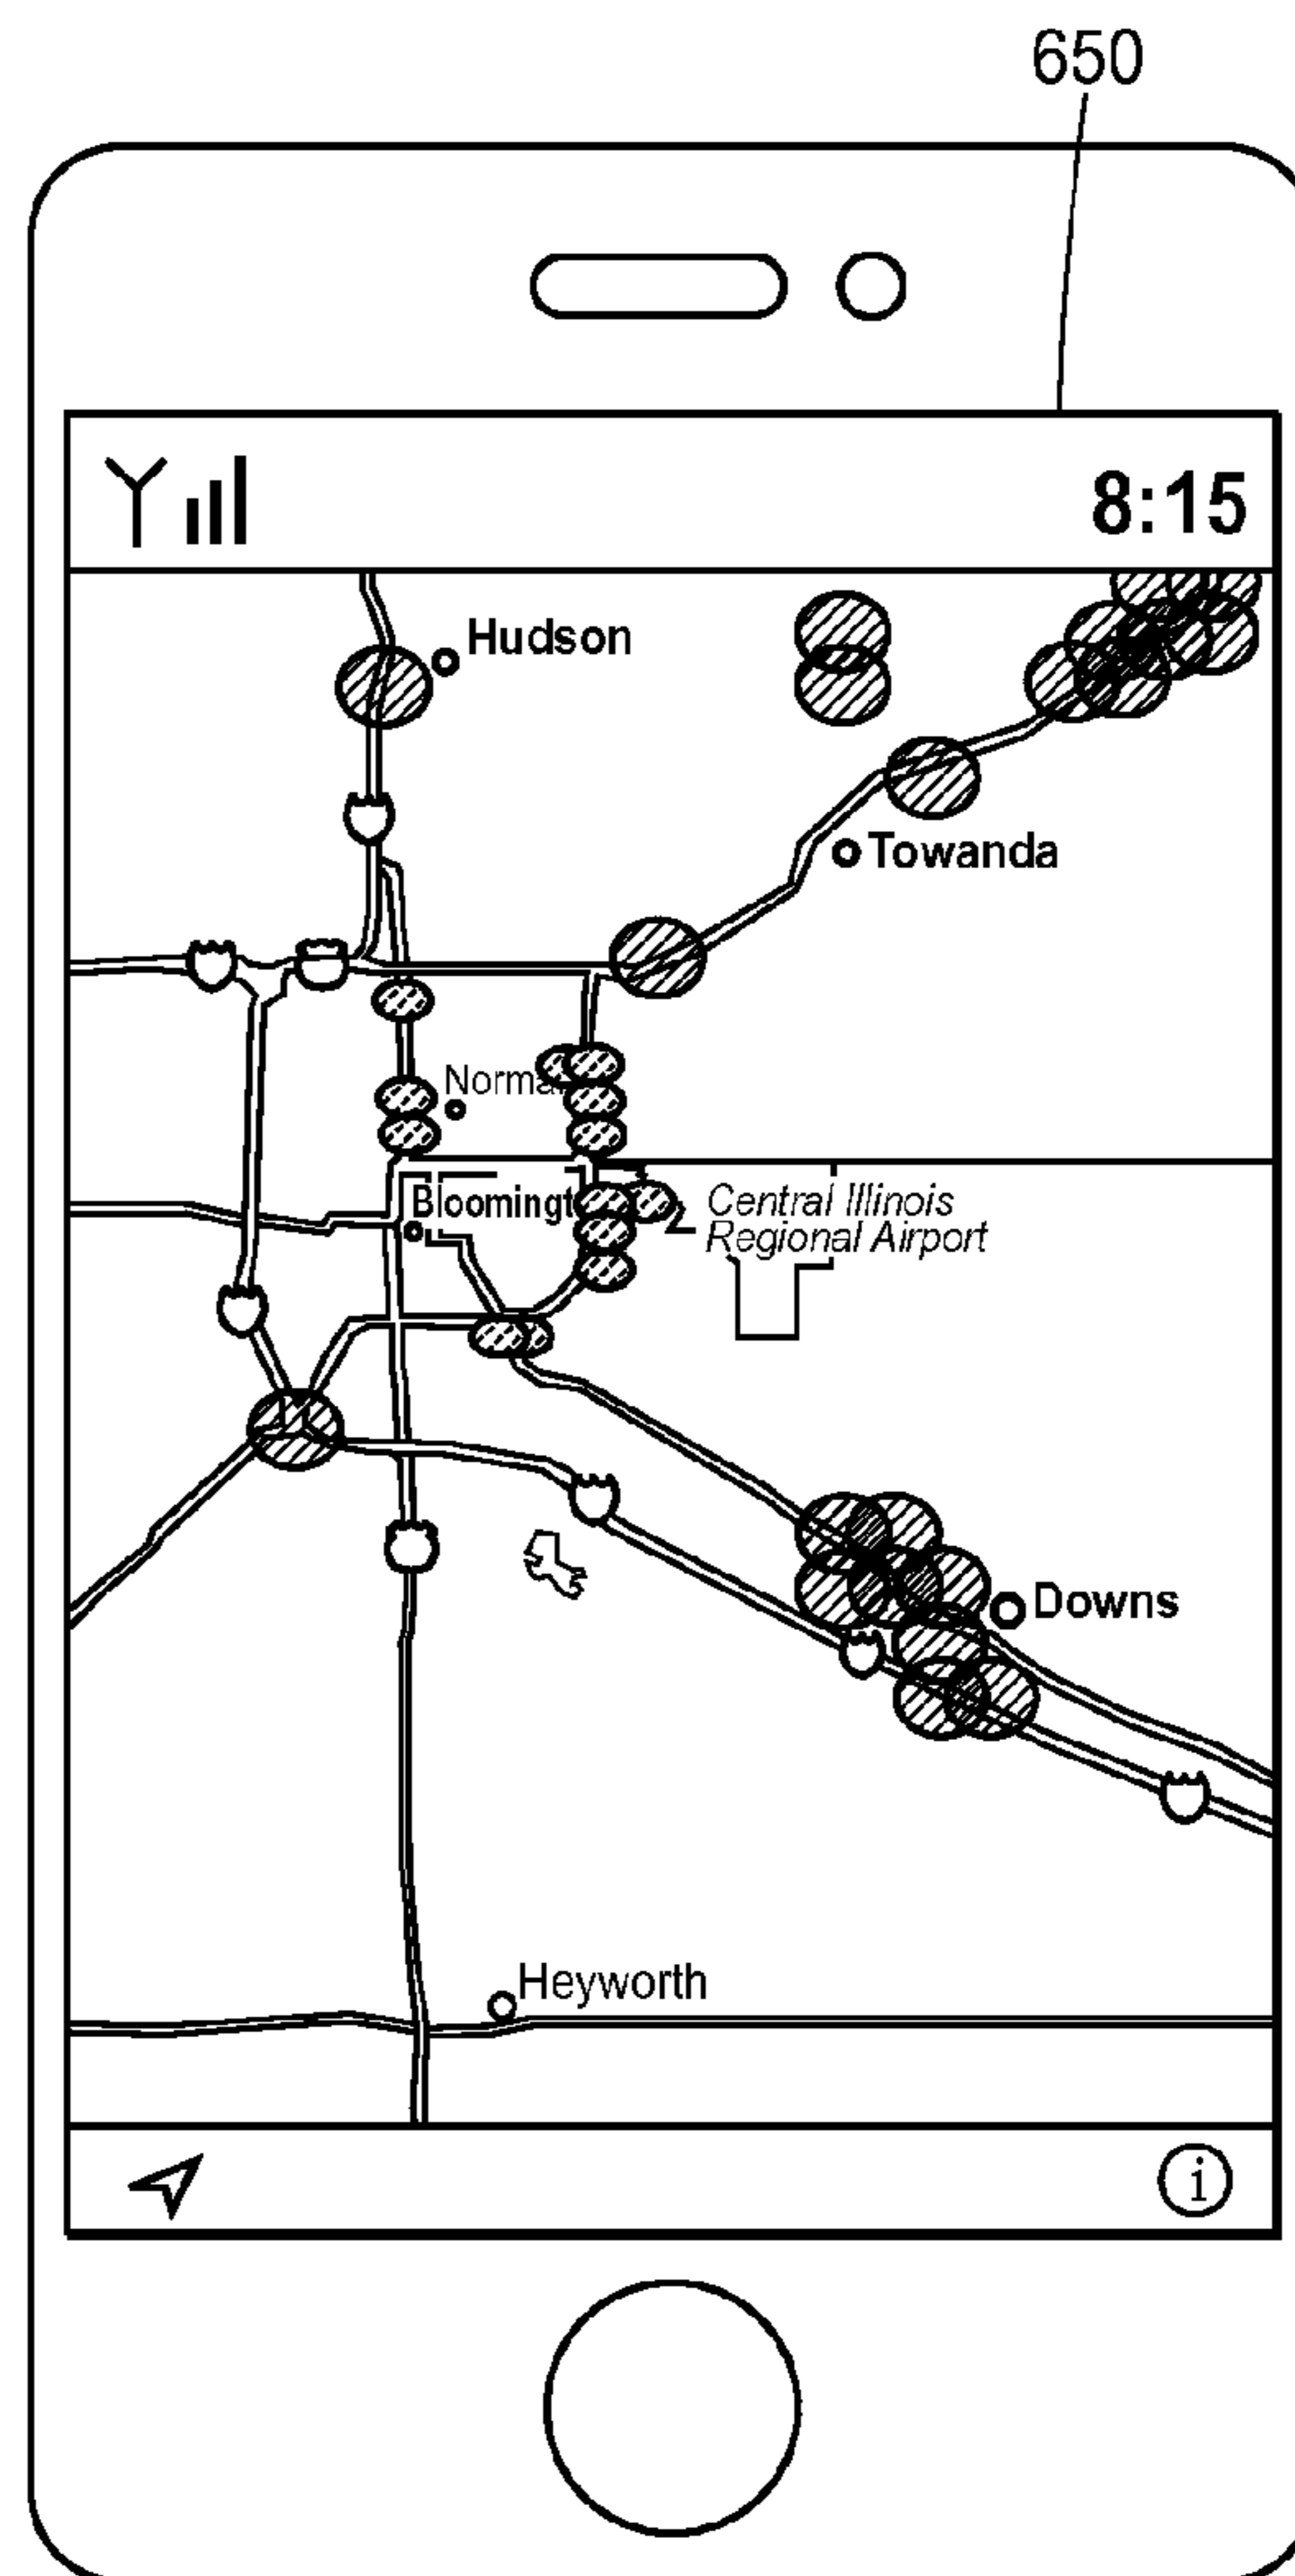 650
8:15
Hudson
Towanda
Norma
Bloomingt
Central Illinois
Regional Airport
Downs
Heyworth
i